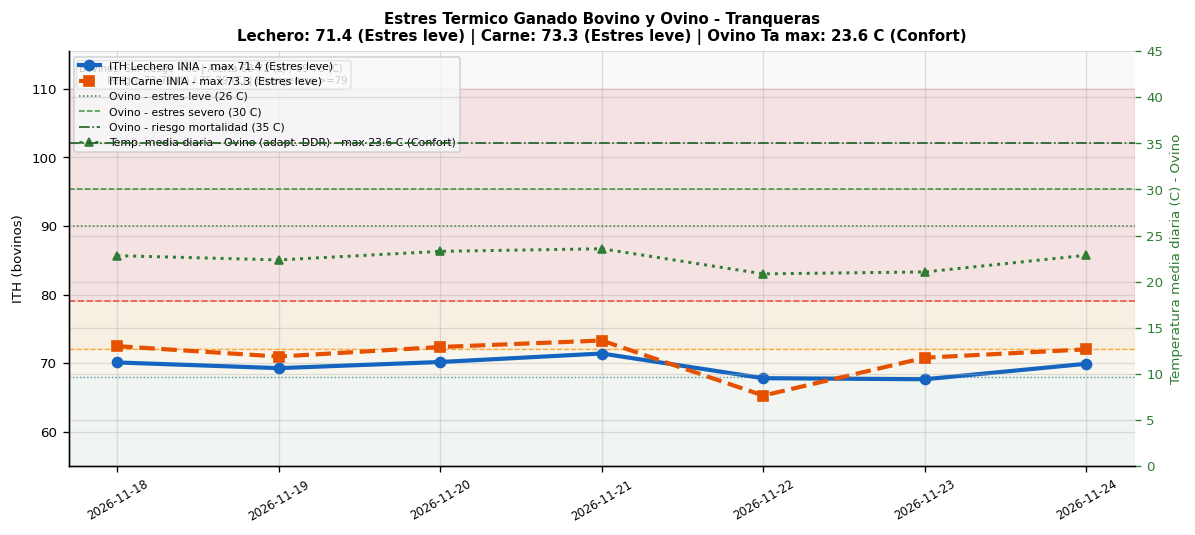 Estres Termico Ganado Bovino y Ovino - Tranqueras
Lechero: 71.4 (Estres leve) | Carne: 73.3 (Estres leve) | Ovino Ta max: 23.6 C (Confort)
ITH Lechero INIA - max 71.4 (Estres leve)
ITH Carne INIA - max 73.3 (Estres leve)
Ovino - estres leve (26 C)
Ovino - estres severo (30 C)
Ovino - riesgo mortalidad (35 C)
Temp. media diaria - Ovino (adapt. DDR) - max 23.6 C (Confort)
>=79
ITH (bovinos)
110
100
90
80
70
60
45
40
35
30
25
20
15
10
5
0
Temperatura media diaria (C) - Ovino
2026-11-18
2026-11-19
2026-11-20
2026-11-21
2026-11-22
2026-11-23
2026-11-24